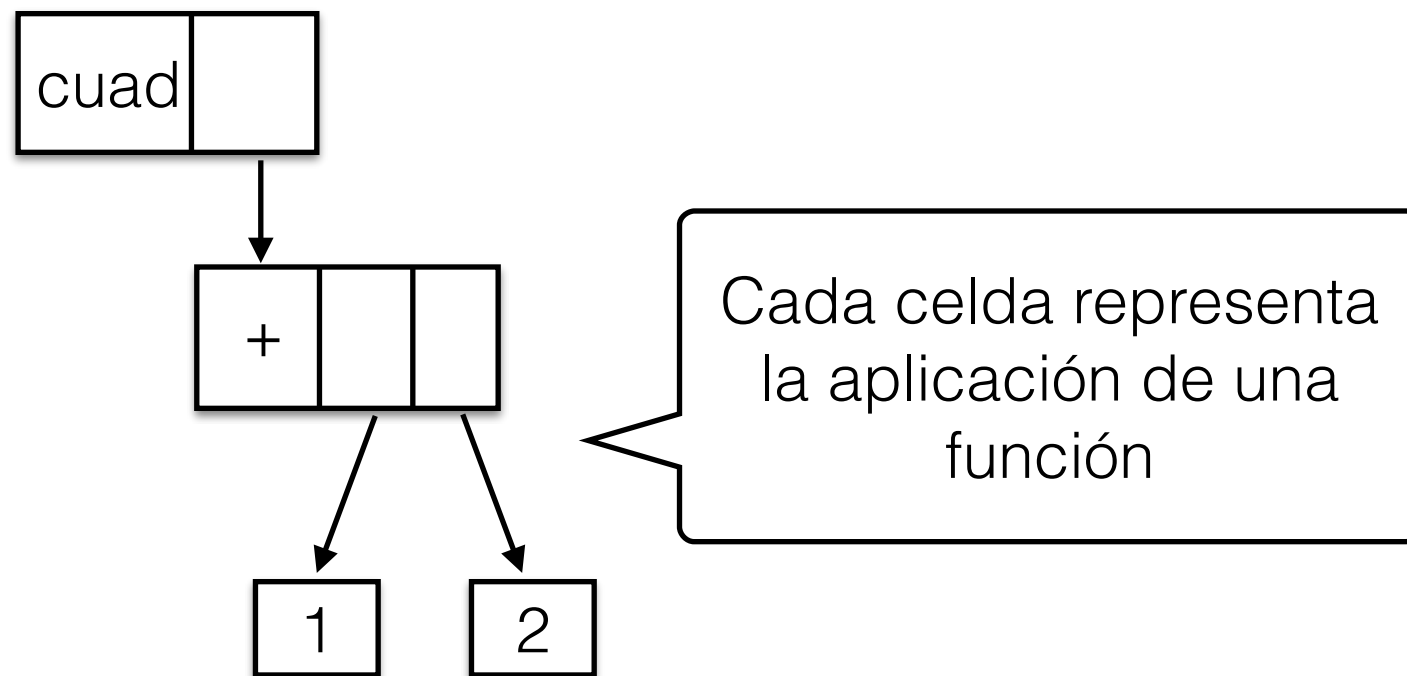 cuad
+
Cada celda representa
la aplicación de una
función
1
2